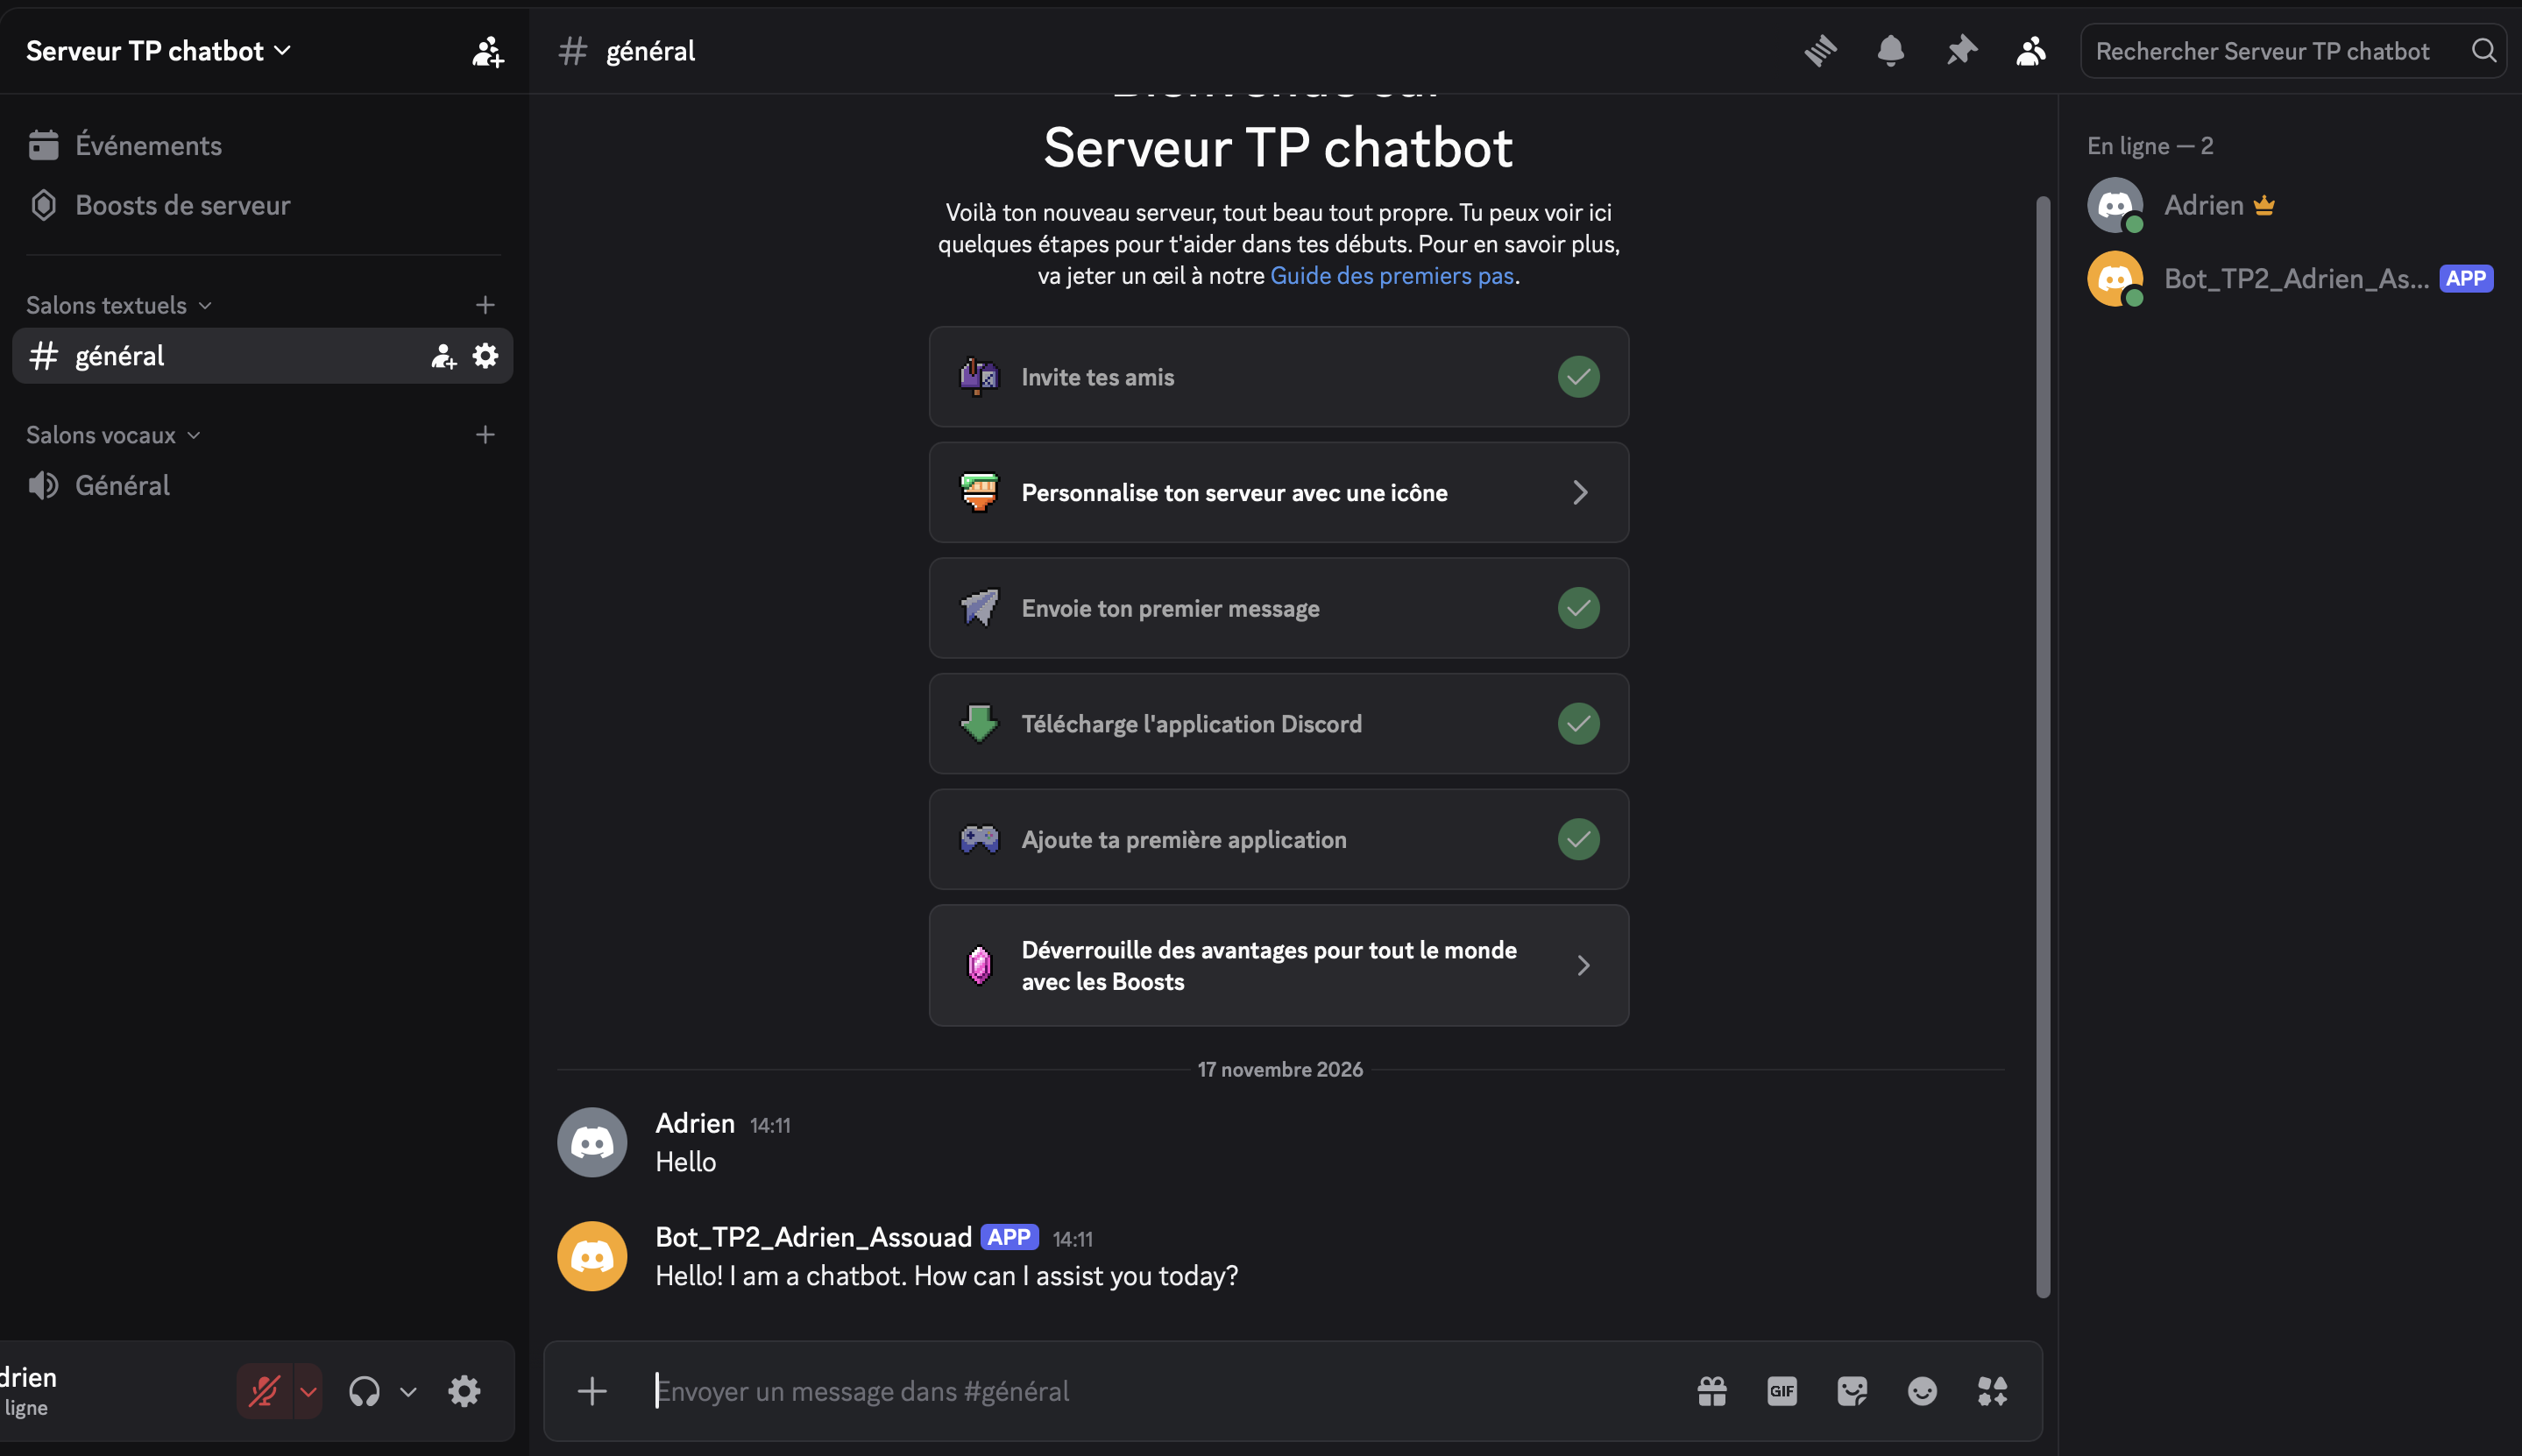 Serveur TP chatbot
Événements
Boosts de serveur
Salons textuels
général
Salons vocaux
Général
drien
ligne
général
Rechercher Serveur TP chatbot
Serveur TP chatbot
Voilà ton nouveau serveur, tout beau tout propre. Tu peux voir ici
quelques étapes pour t'aider dans tes débuts. Pour en savoir plus,
va jeter un œil à notre Guide des premiers pas.
Invite tes amis
Personnalise ton serveur avec une icône
Envoie ton premier message
Télécharge l'application Discord
Ajoute ta première application
Déverrouille des avantages pour tout le monde
avec les Boosts
17 novembre 2026
Adrien 14:11
Hello
Bot_TP2_Adrien_Assouad APP 14:11
Hello! I am a chatbot. How can I assist you today?
Envoyer un message dans #général
GIF
En ligne — 2
Adrien
Bot_TP2_Adrien_As... APP